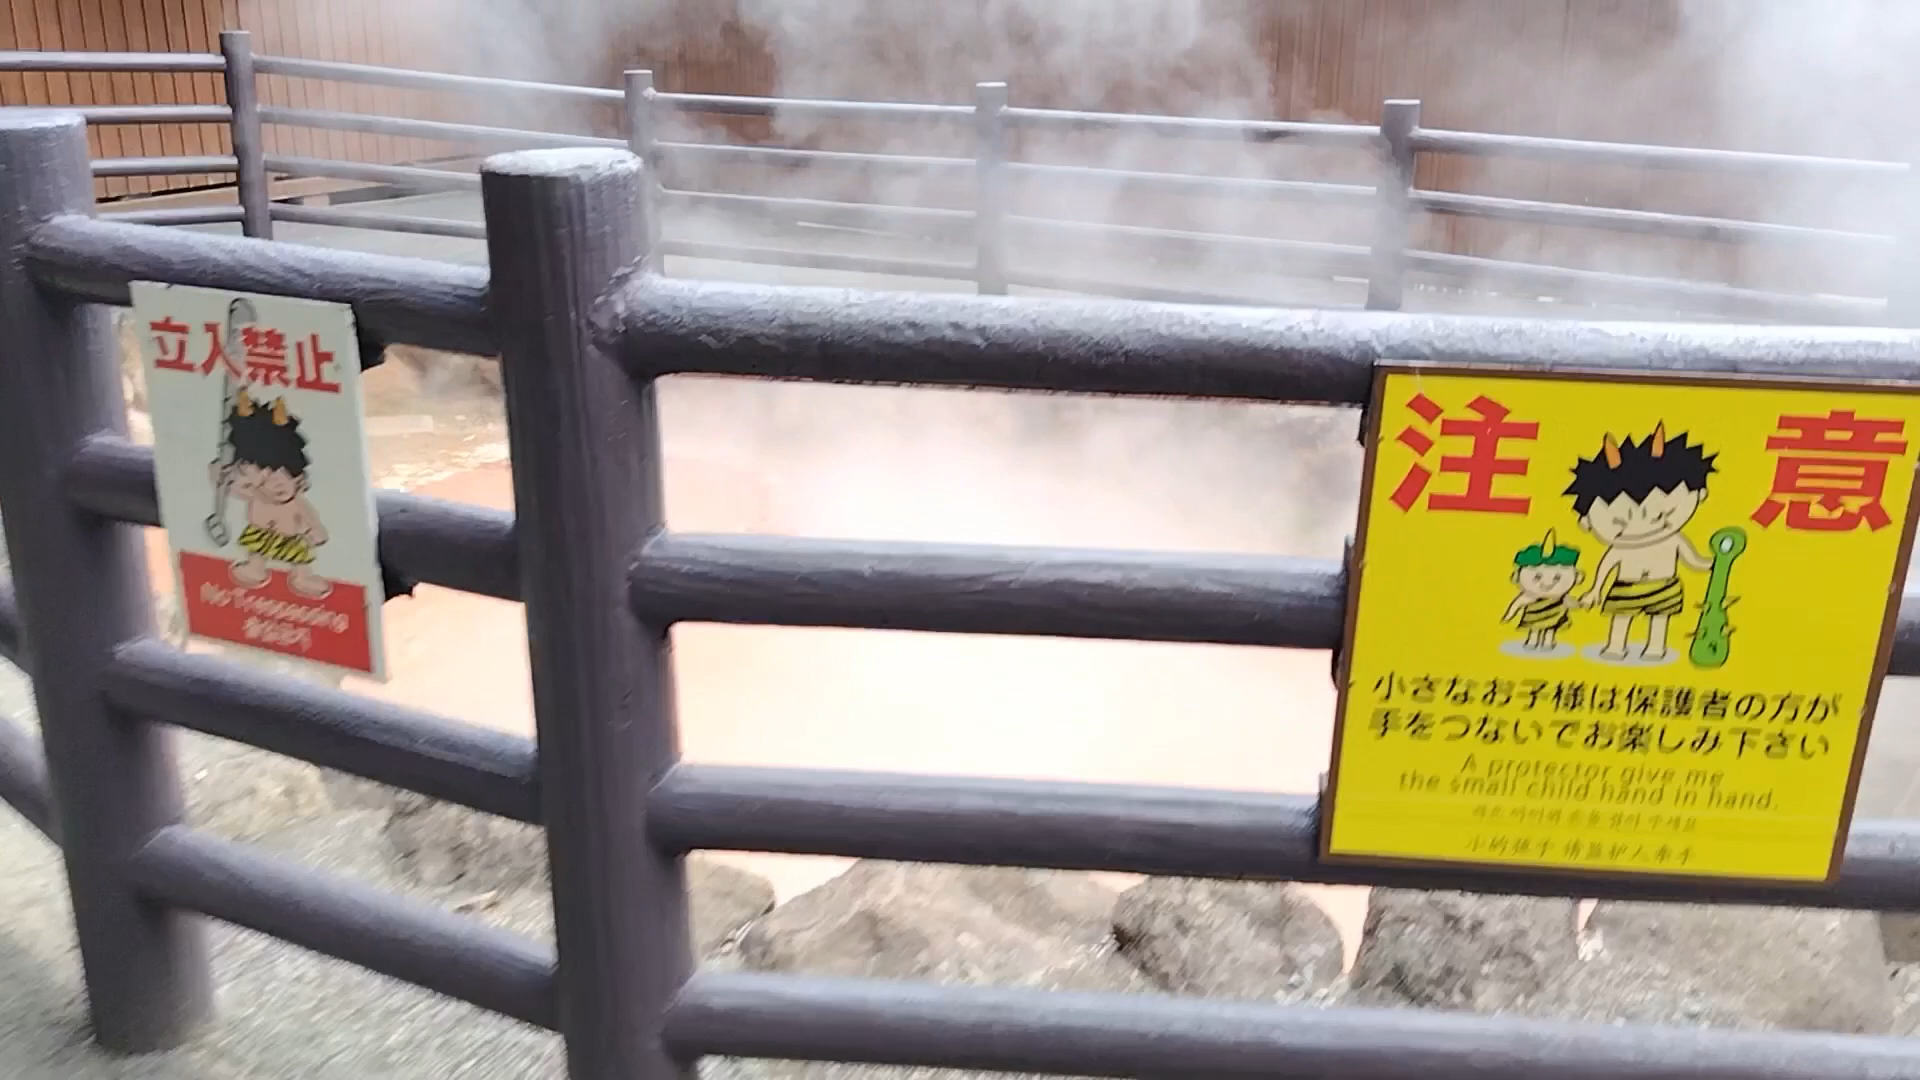 立入禁止
No Trespassing
注意
小さなお子様は保護者の方が
手をつないでお楽しみ下さい
A protector give me
the small child hand in hand.